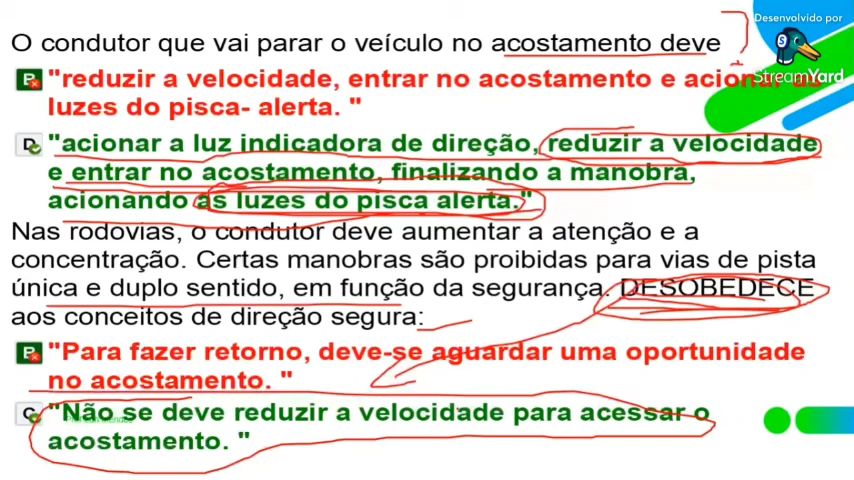 Desenvolvido por
StreamYard
O condutor que vai parar o veículo no acostamento deve
"reduzir a velocidade, entrar no acostamento e acionar as
luzes do pisca- alerta. "
D "acionar a luz indicadora de direção, reduzir a velocidade
e entrar no acostamento, finalizando a manobra,
acionando as luzes do pisca alerta."
Nas rodovias, o condutor deve aumentar a atenção e a
concentração. Certas manobras são proibidas para vias de pista
única e duplo sentido, em função da segurança. DESOBEDECE
aos conceitos de direção segura:
"Para fazer retorno, deve-se aguardar uma oportunidade
no acostamento. "
C "Não se deve reduzir a velocidade para acessar o
acostamento. "